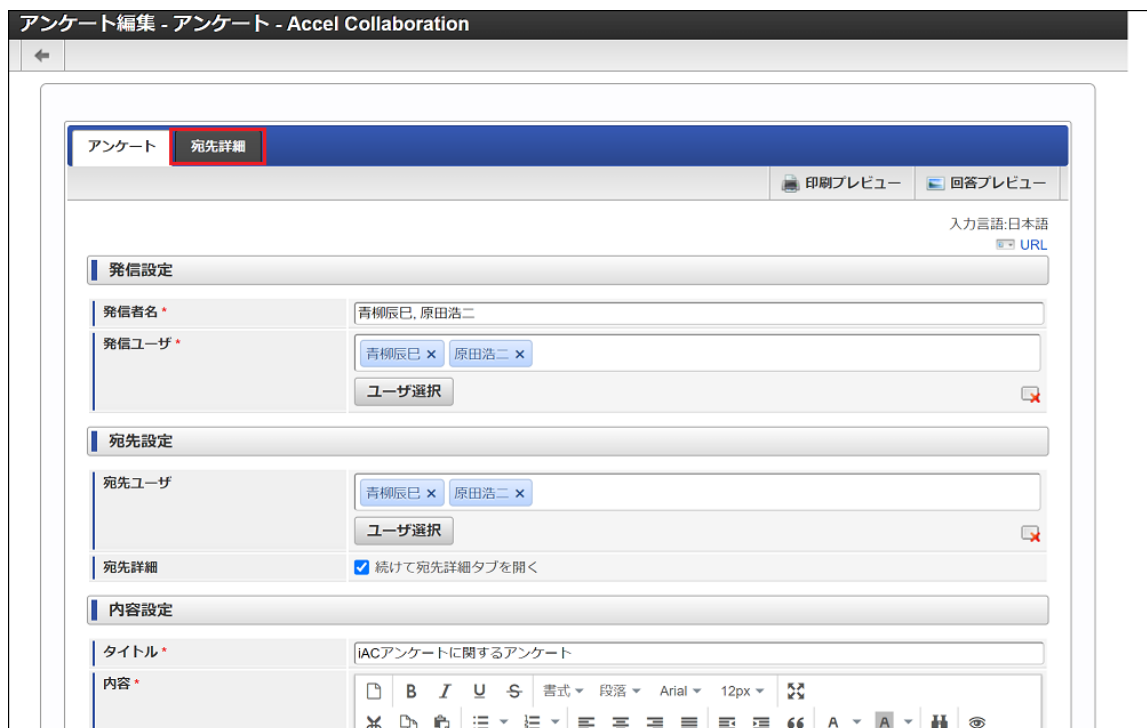 アンケート編集 - アンケート - Accel Collaboration
アンケート 宛先詳細
印刷プレビュー 回答プレビュー
入力言語:日本語
URL
発信設定
発信者名 * 青柳辰巳, 原田浩二
発信ユーザ * 青柳辰巳 × 原田浩二 ×
ユーザ選択
宛先設定
宛先ユーザ 青柳辰巳 × 原田浩二 ×
ユーザ選択
宛先詳細 続けて宛先詳細タブを開く
内容設定
タイトル * iACアンケートに関するアンケート
内容 * B I U S 書式 段落 Arial 12px
A A